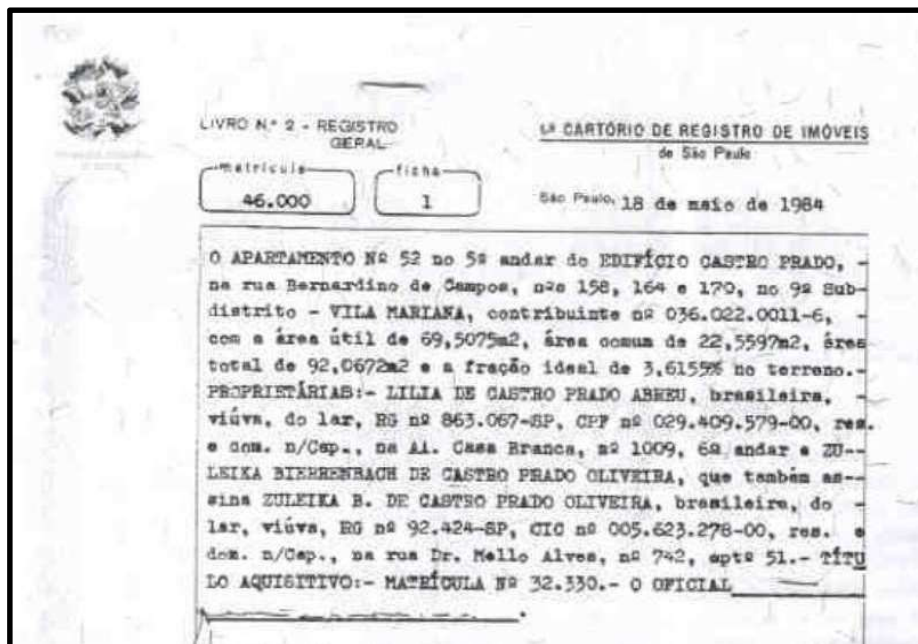 LIVRO N.º 2 - REGISTRO
GERAL
1º CARTÓRIO DE REGISTRO DE IMÓVEIS
de São Paulo
matrícula
46.000
ficha
1
São Paulo, 18 de maio de 1984
O APARTAMENTO Nº 52 no 5º andar do EDIFÍCIO CASTRO PRADO, -
na rua Bernardino de Campos, nºs 158, 164 e 170, no 9º Sub-
distrito - VILA MARIANA, contribuinte nº 036.022.0011-6, -
com a área útil de 69,5075m2, área comum de 22,5597m2, área
total de 92,0672m2 e a fração ideal de 3,6155% no terreno.-
PROPRIETÁRIAS:- LILIA DE CASTRO PRADO ABREU, brasileira, -
viúva, do lar, RG nº 863.067-SP, CPF nº 029.409.579-00, res.
e dom. n/Cap., na Al. Casa Branca, nº 1009, 6º andar e ZU--
LEIKA BIERRENBACH DE CASTRO PRADO OLIVEIRA, que também as--
sina ZULEIKA B. DE CASTRO PRADO OLIVEIRA, brasileira, do -
lar, viúva, RG nº 92.424-SP, CIC nº 005.623.278-00, res. e
dom. n/Cap., na rua Dr. Mello Alves, nº 742, aptº 51.- TÍTU
LO AQUISITIVO:- MATRÍCULA Nº 32.330.- O OFICIAL